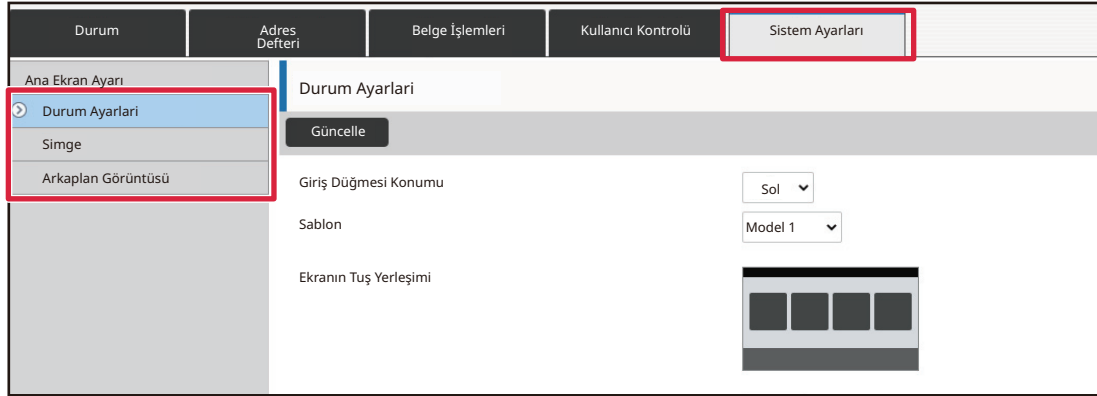 Durum
Adres
Defteri
Belge İşlemleri
Kullanıcı Kontrolü
Sistem Ayarları
Ana Ekran Ayarı
Durum Ayarlari
Simge
Arkaplan Görüntüsü
Durum Ayarlari
Güncelle
Giriş Düğmesi Konumu
Sol
Sablon
Model 1
Ekranın Tuş Yerleşimi